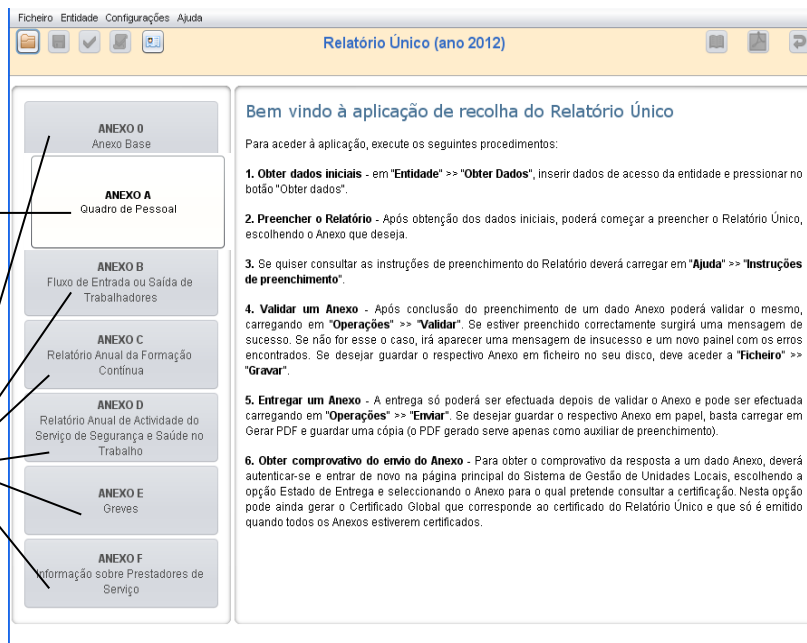 Ficheiro Entidade Configurações Ajuda
Relatório Único (ano 2012)
ANEXO 0
Anexo Base
ANEXO A
Quadro de Pessoal
ANEXO B
Fluxo de Entrada ou Saída de
Trabalhadores
ANEXO C
Relatório Anual da Formação
Contínua
ANEXO D
Relatório Anual de Actividade do
Serviço de Segurança e Saúde no
Trabalho
ANEXO E
Greves
ANEXO F
Informação sobre Prestadores de
Serviço
Bem vindo à aplicação de recolha do Relatório Único
Para aceder à aplicação, execute os seguintes procedimentos:
1. Obter dados iniciais - em "Entidade" >> "Obter Dados", inserir dados de acesso da entidade e pressionar no
botão "Obter dados".
2. Preencher o Relatório - Após obtenção dos dados iniciais, poderá começar a preencher o Relatório Único,
escolhendo o Anexo que deseja.
3. Se quiser consultar as instruções de preenchimento do Relatório deverá carregar em "Ajuda" >> "Instruções
de preenchimento".
4. Validar um Anexo - Após conclusão do preenchimento de um dado Anexo poderá validar o mesmo,
carregando em "Operações" >> "Validar". Se estiver preenchido correctamente surgirá uma mensagem de
sucesso. Se não for esse o caso, irá aparecer uma mensagem de insucesso e um novo painel com os erros
encontrados. Se desejar guardar o respectivo Anexo em ficheiro no seu disco, deve aceder a "Ficheiro" >>
"Gravar".
5. Entregar um Anexo - A entrega só poderá ser efectuada depois de validar o Anexo e pode ser efectuada
carregando em "Operações" >> "Enviar". Se desejar guardar o respectivo Anexo em papel, basta carregar em
Gerar PDF e guardar uma cópia (o PDF gerado serve apenas como auxiliar de preenchimento).
6. Obter comprovativo do envio do Anexo - Para obter o comprovativo da resposta a um dado Anexo, deverá
autenticar-se e entrar de novo na página principal do Sistema de Gestão de Unidades Locais, escolhendo a
opção Estado de Entrega e seleccionando o Anexo para o qual pretende consultar a certificação. Nesta opção
pode ainda gerar o Certificado Global que corresponde ao certificado do Relatório Único e que só é emitido
quando todos os Anexos estiverem certificados.